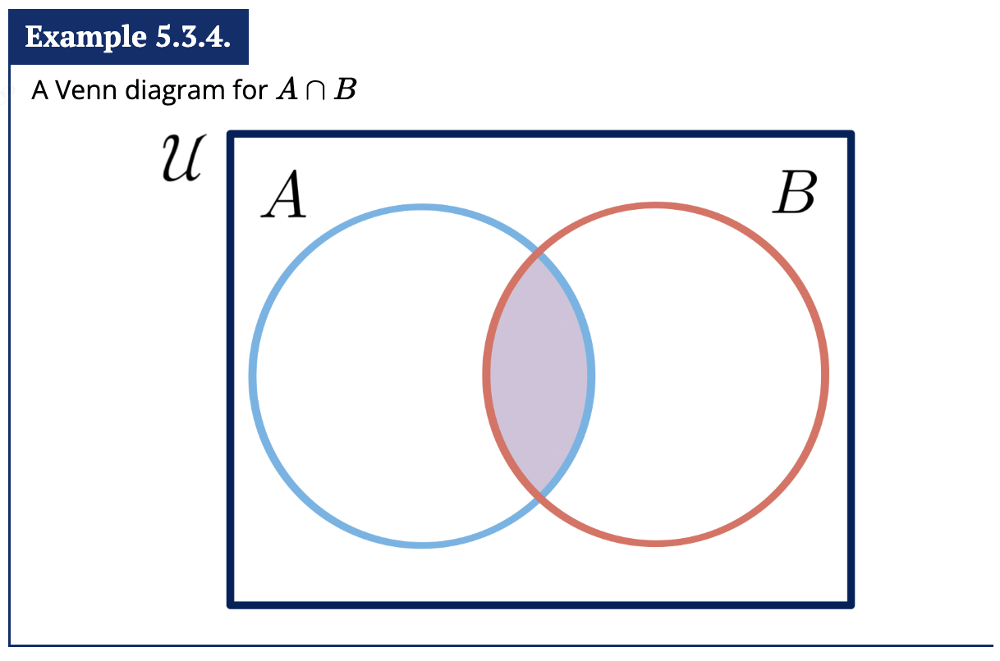 Example 5.3.4.
A Venn diagram for A ∩ B
𝒰
A
B